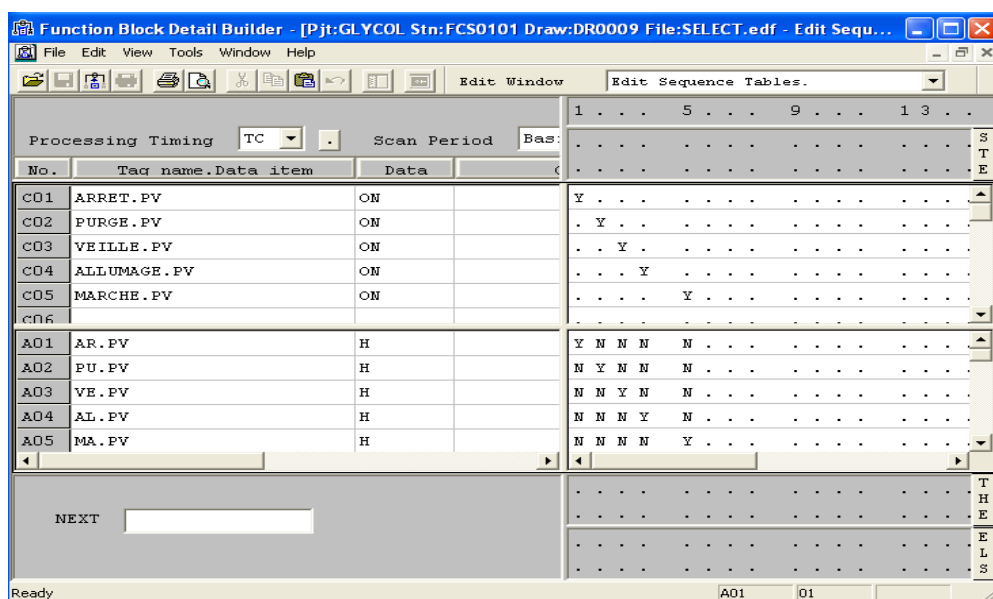 Function Block Detail Builder - [Pjt:GLYCOL Stn:FCS0101 Draw:DR0009 File:SELECT.edf - Edit Sequ...
File Edit View Tools Window Help
Edit Window Edit Sequence Tables.
1 . . . 5 . . . 9 . . . 1 3 . .
Processing Timing TC . Scan Period Bas
. . . . . . . . . . . . . . . S
T
No. Tag name.Data item Data . . . . . . . . . . . . . . . E
C01 ARRET.PV ON Y . . . . . . . . . . . . . . .
C02 PURGE.PV ON . Y . . . . . . . . . . . . . .
C03 VEILLE.PV ON . . Y . . . . . . . . . . . . .
C04 ALLUMAGE.PV ON . . . Y . . . . . . . . . . . .
C05 MARCHE.PV ON . . . . Y . . . . . . . . . . .
C06
A01 AR.PV H Y N N N N . . . . . . . . . . .
A02 PU.PV H N Y N N N . . . . . . . . . . .
A03 VE.PV H N N Y N N . . . . . . . . . . .
A04 AL.PV H N N N Y N . . . . . . . . . . .
A05 MA.PV H N N N N Y . . . . . . . . . . .
. . . . . . . . . . . . . . . T
H
NEXT . . . . . . . . . . . . . . . E
. . . . . . . . . . . . . . . E
L
. . . . . . . . . . . . . . . S
Ready A01 01